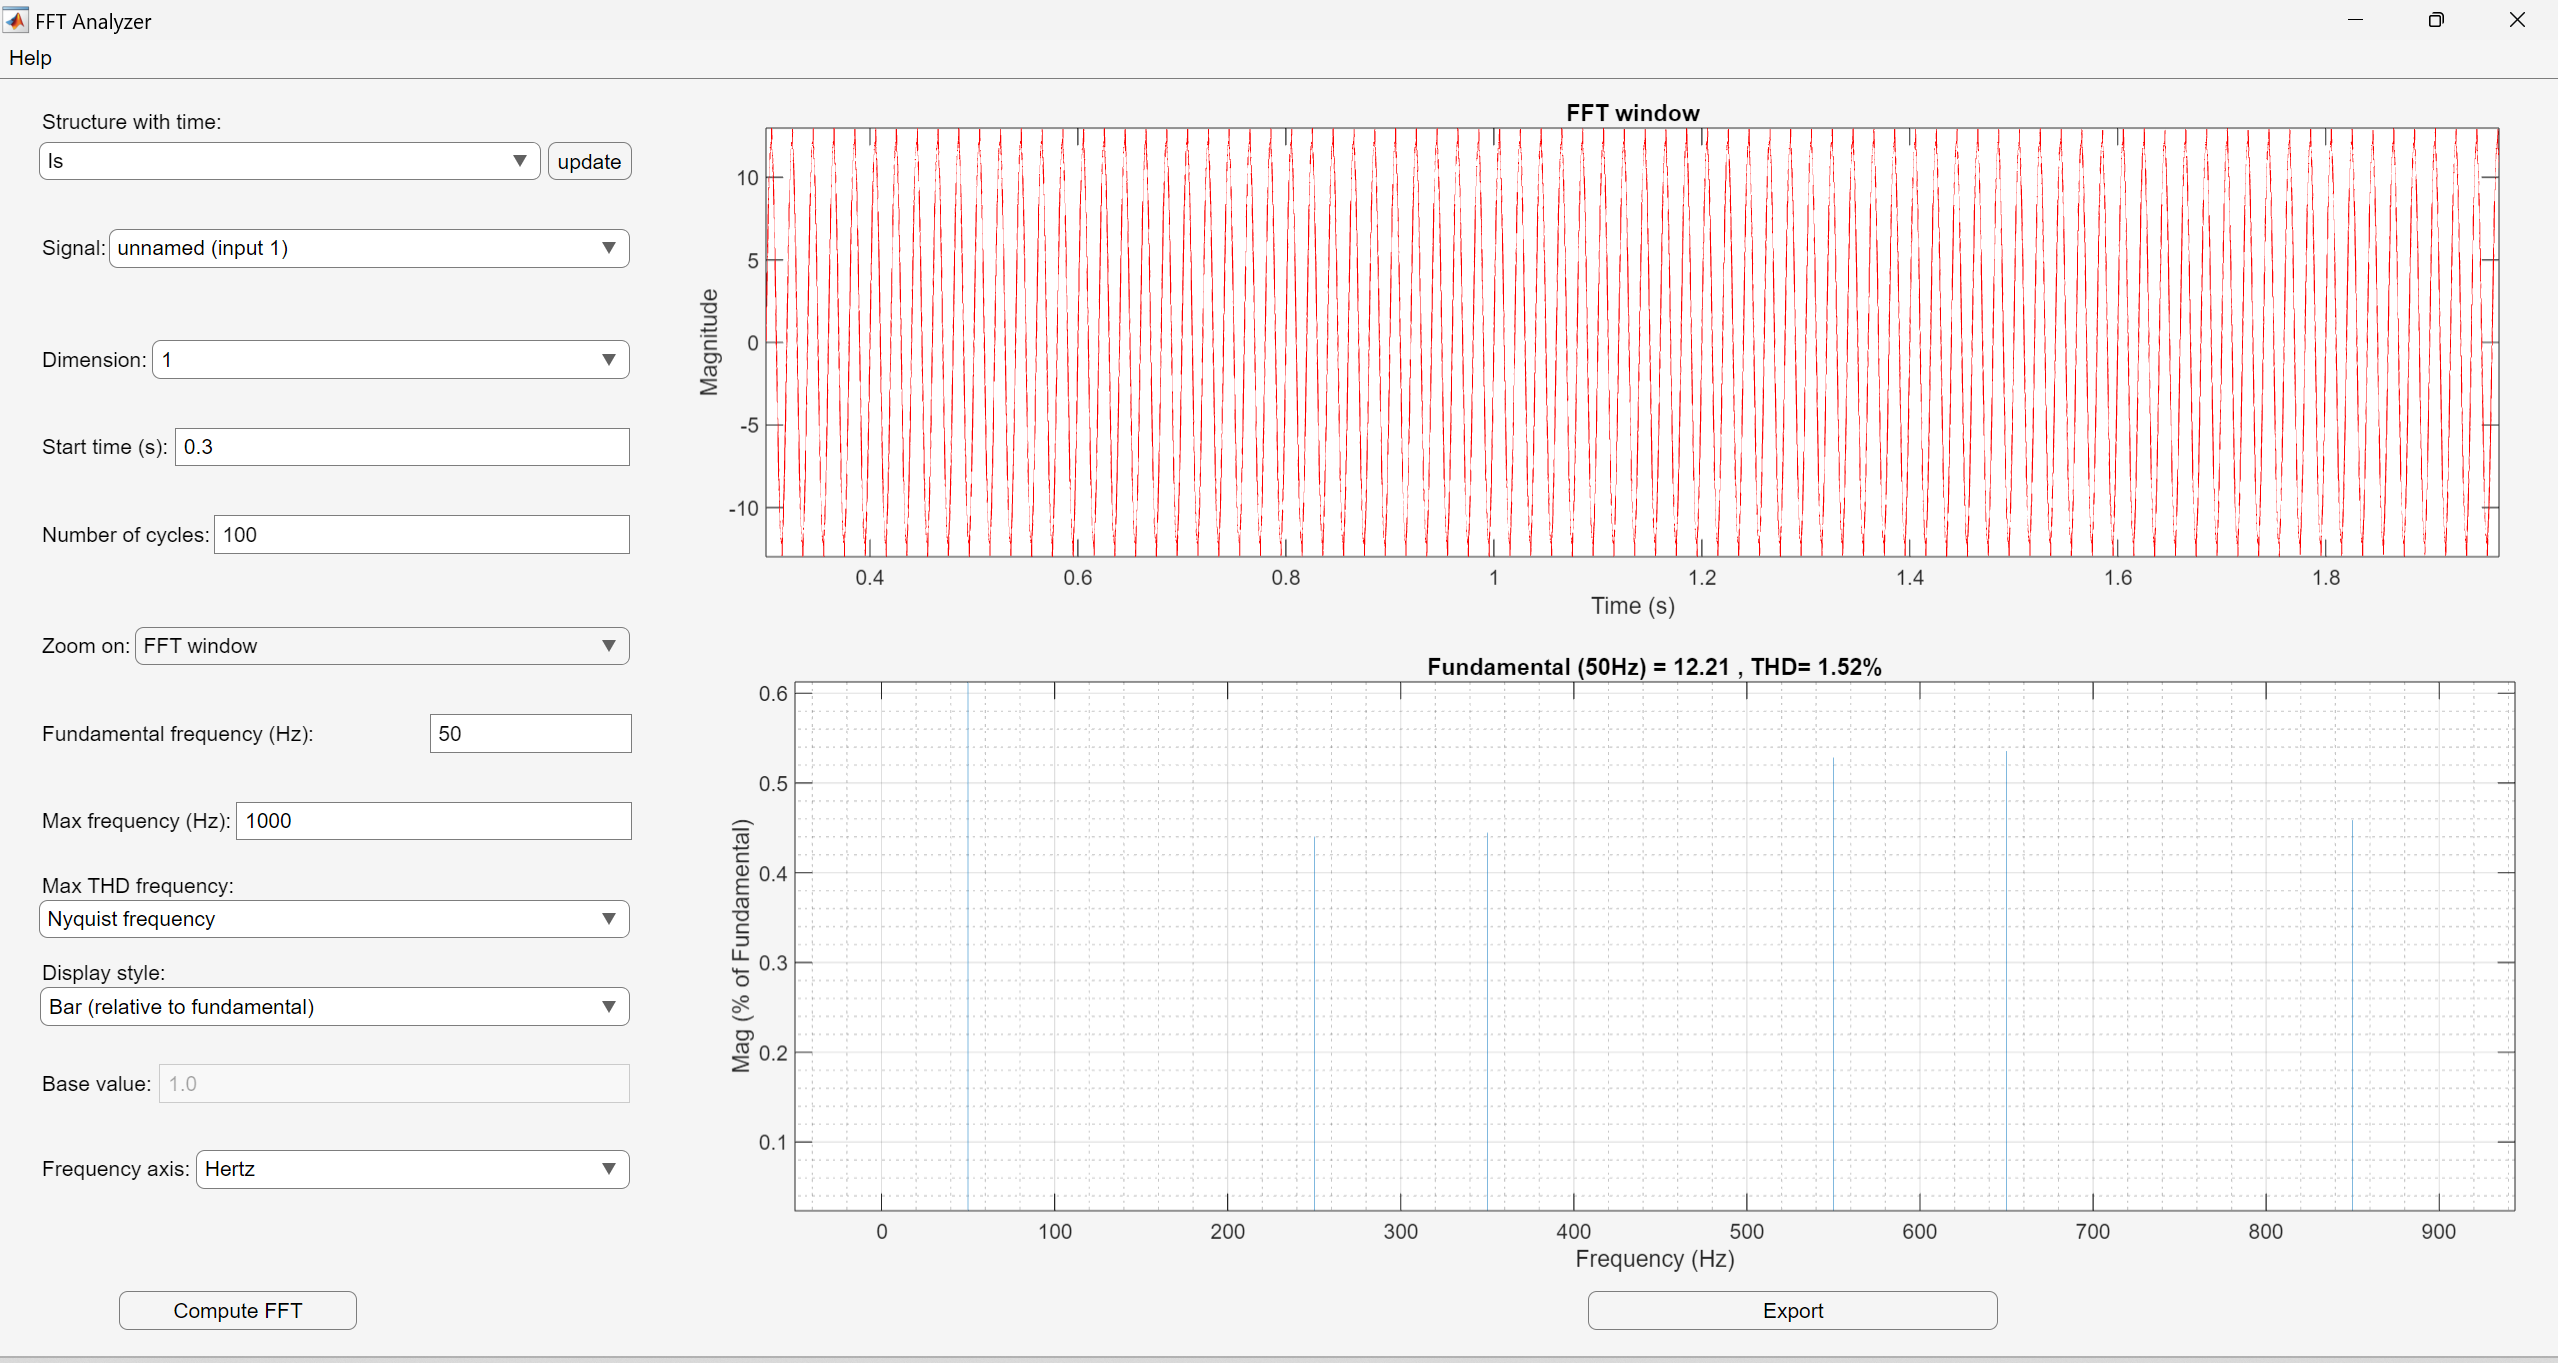 FFT Analyzer
Help
Structure with time:
Is
update
Signal: unnamed (input 1)
Dimension: 1
Start time (s): 0.3
Number of cycles: 100
Zoom on: FFT window
Fundamental frequency (Hz): 50
Max frequency (Hz): 1000
Max THD frequency:
Nyquist frequency
Display style:
Bar (relative to fundamental)
Base value: 1.0
Frequency axis: Hertz
Compute FFT
FFT window
Magnitude
10
5
0
-5
-10
0.4 0.6 0.8 1 1.2 1.4 1.6 1.8
Time (s)
Fundamental (50Hz) = 12.21 , THD= 1.52%
Mag (% of Fundamental)
0.6
0.5
0.4
0.3
0.2
0.1
0 100 200 300 400 500 600 700 800 900
Frequency (Hz)
Export